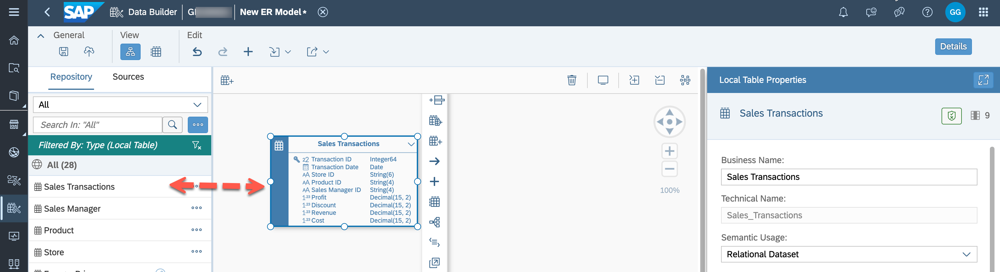 SAP Data Builder New ER Model* GG
General View Edit
Details
Repository Sources
Local Table Properties
All
Search In: "All"
Filtered By: Type (Local Table)
All (28)
Sales Transactions
Sales Manager
Product
Store
Sales Transactions
Transaction ID Integer64
Transaction Date Date
Store ID String(6)
Product ID String(4)
Sales Manager ID String(4)
Profit Decimal(15, 2)
Discount Decimal(15, 2)
Revenue Decimal(15, 2)
Cost Decimal(15, 2)
100%
Sales Transactions
9
Business Name:
Sales Transactions
Technical Name:
Sales_Transactions
Semantic Usage:
Relational Dataset